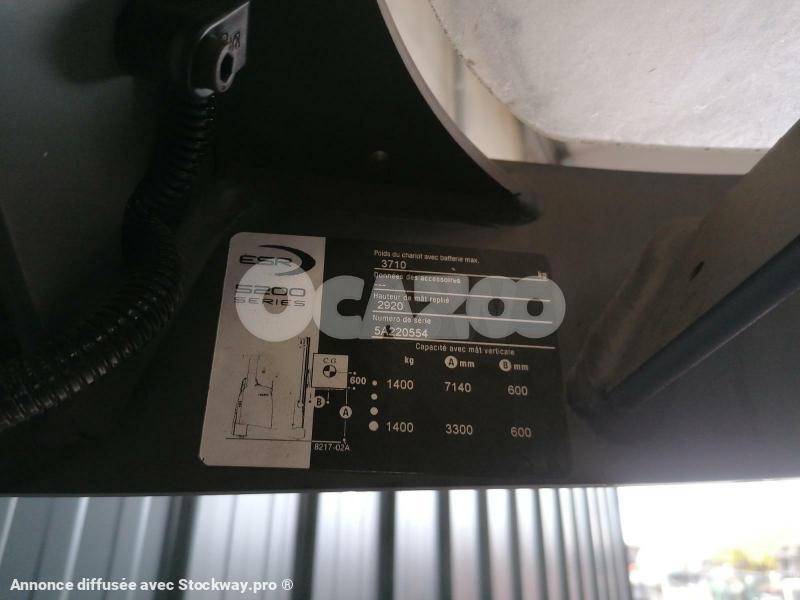 ESR
5200
SERIES
Poids du chariot avec batterie max.
3710 kg
Données des accessoires
---
Hauteur de mât replié
2920
Numéro de série
5A220554
Capacité avec mât verticale
kg A mm B mm
1400 7140 600
1400 3300 600
C.G.
600
B
A
8217-02A
OCAZOO
Annonce diffusée avec Stockway.pro ®